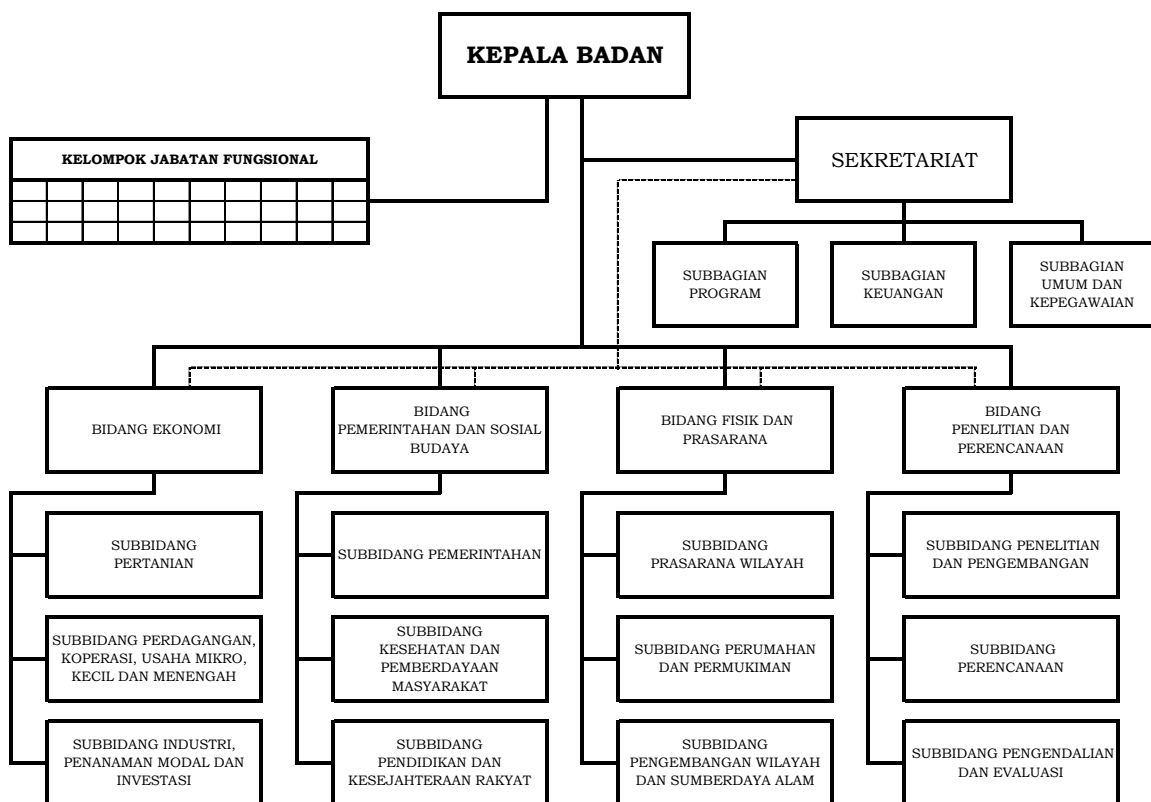 KEPALA BADAN
KELOMPOK JABATAN FUNGSIONAL
SEKRETARIAT
SUBBAGIAN
PROGRAM
SUBBAGIAN
KEUANGAN
SUBBAGIAN
UMUM DAN
KEPEGAWAIAN
BIDANG EKONOMI
BIDANG
PEMERINTAHAN DAN SOSIAL
BUDAYA
BIDANG FISIK DAN
PRASARANA
BIDANG
PENELITIAN DAN
PERENCANAAN
SUBBIDANG
PERTANIAN
SUBBIDANG PEMERINTAHAN
SUBBIDANG
PRASARANA WILAYAH
SUBBIDANG PENELITIAN
DAN PENGEMBANGAN
SUBBIDANG PERDAGANGAN,
KOPERASI, USAHA MIKRO,
KECIL DAN MENENGAH
SUBBIDANG
KESEHATAN DAN
PEMBERDAYAAN
MASYARAKAT
SUBBIDANG PERUMAHAN
DAN PERMUKIMAN
SUBBIDANG
PERENCANAAN
SUBBIDANG INDUSTRI,
PENANAMAN MODAL DAN
INVESTASI
SUBBIDANG
PENDIDIKAN DAN
KESEJAHTERAAN RAKYAT
SUBBIDANG
PENGEMBANGAN WILAYAH
DAN SUMBERDAYA ALAM
SUBBIDANG PENGENDALIAN
DAN EVALUASI